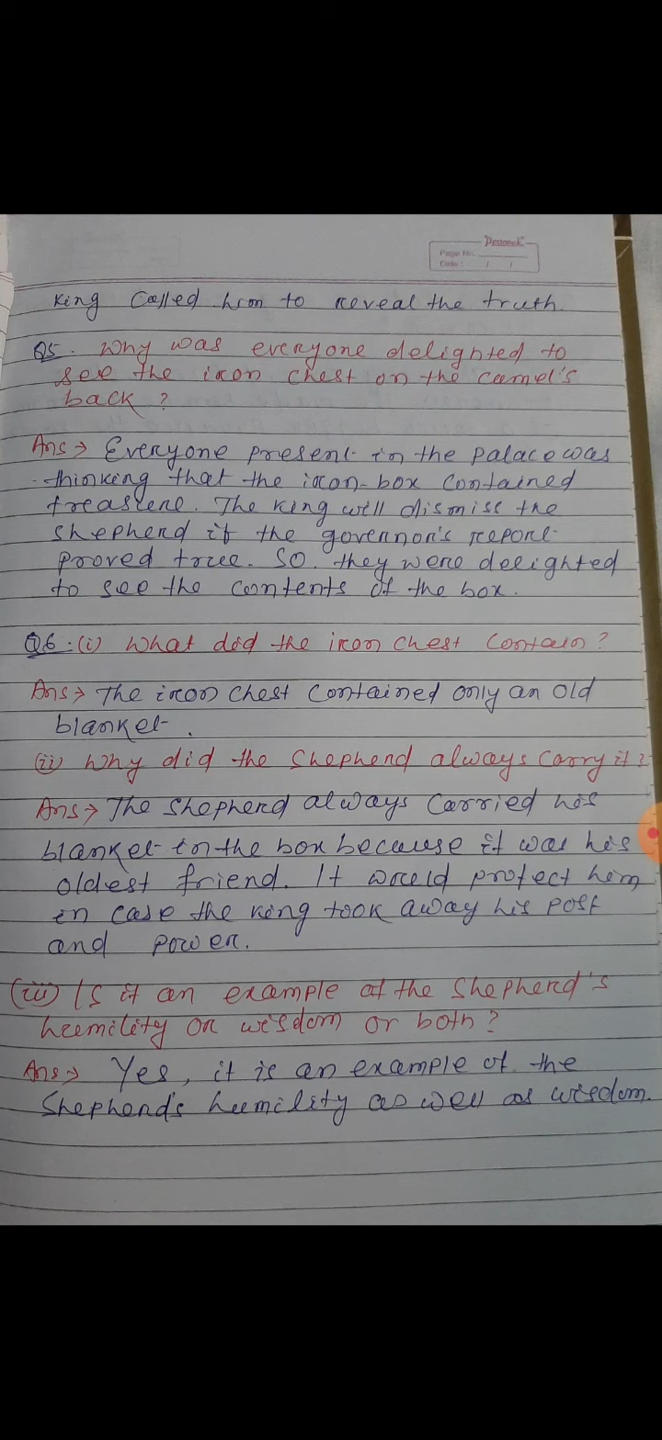 Peacock
Page No.
Date : / /
King Called him to reveal the truth.
Q5. Why was everyone delighted to
see the iron chest on the camel's
back ?
Ans → Everyone present in the palace was
thinking that the iron-box contained
treasure. The king will dismiss the
shepherd if the governor's report
proved true. So. they were delighted
to see the contents of the box.
Q6. (i) What did the iron chest contain ?
Ans → The iron chest contained only an old
blanket.
(ii) Why did the shepherd always carry it ?
Ans → The shepherd always carried his
blanket in the box because it was his
oldest friend. It would protect him
in case the king took away his post
and power.
(iii) Is it an example of the shepherd's
humility or wisdom or both ?
Ans → Yes, it is an example of the
Shepherd's humility as well as wisdom.